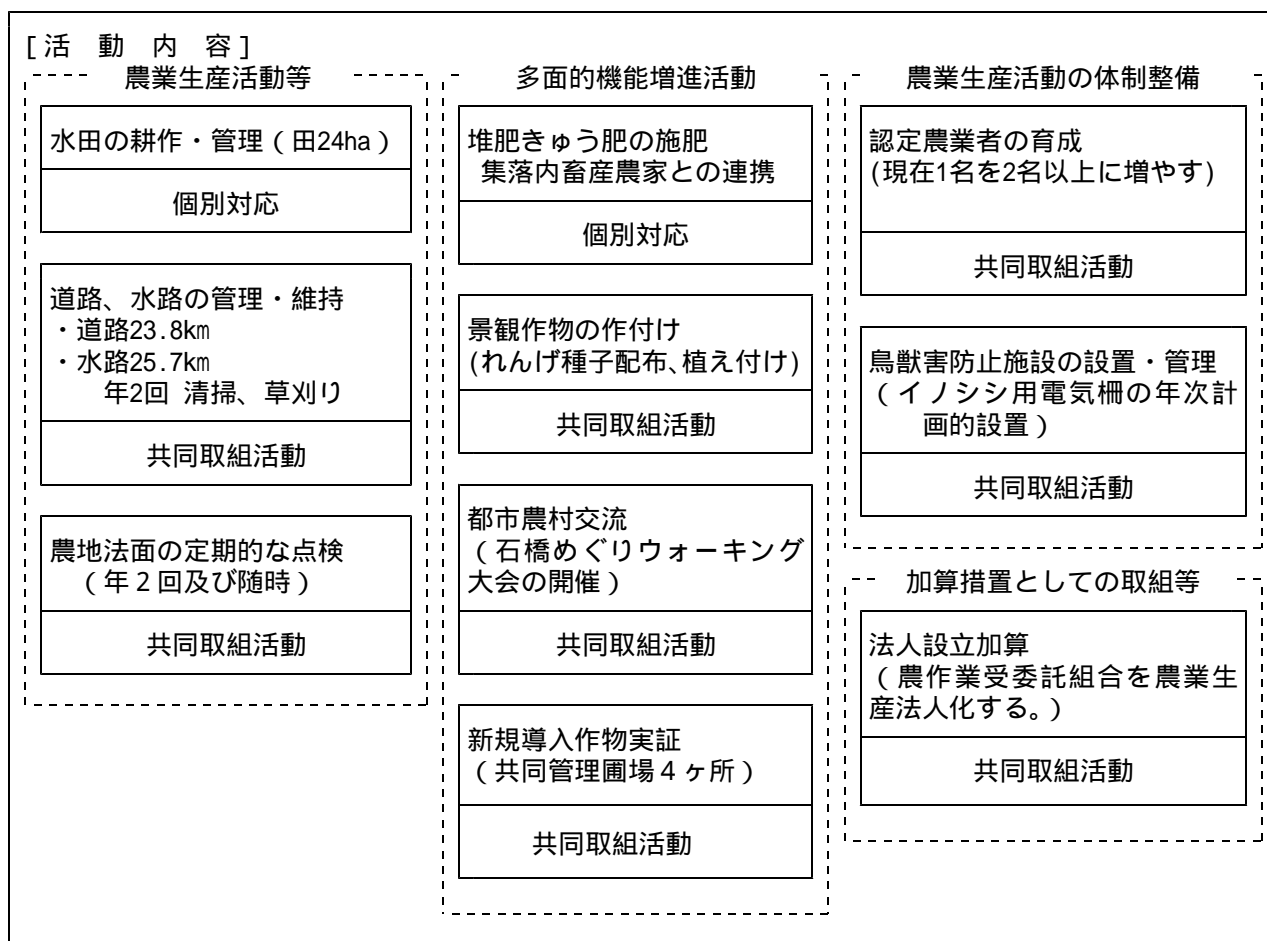 [活　動　内　容]
農業生産活動等
水田の耕作・管理（田24ha）
個別対応
道路、水路の管理・維持
・道路23.8㎞
・水路25.7㎞
年2回 清掃、草刈り
共同取組活動
農地法面の定期的な点検
（年２回及び随時）
共同取組活動
多面的機能増進活動
堆肥きゅう肥の施肥
集落内畜産農家との連携
個別対応
景観作物の作付け
(れんげ種子配布、植え付け)
共同取組活動
都市農村交流
（石橋めぐりウォーキング
大会の開催）
共同取組活動
新規導入作物実証
（共同管理圃場４ヶ所）
共同取組活動
農業生産活動の体制整備
認定農業者の育成
(現在1名を2名以上に増やす)
共同取組活動
鳥獣害防止施設の設置・管理
（イノシシ用電気柵の年次計
画的設置）
共同取組活動
加算措置としての取組等
法人設立加算
（農作業受委託組合を農業生
産法人化する。）
共同取組活動